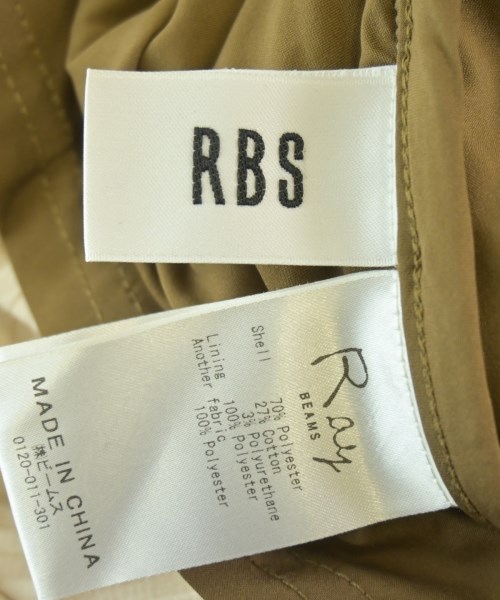 RBS
Ray
BEAMS
Shell 70% Polyester
27% Cotton
3% Polyurethane
Lining 100% Polyester
Another fabric
100% Polyester
MADE IN CHINA
㈱ビームス
0120-011-301